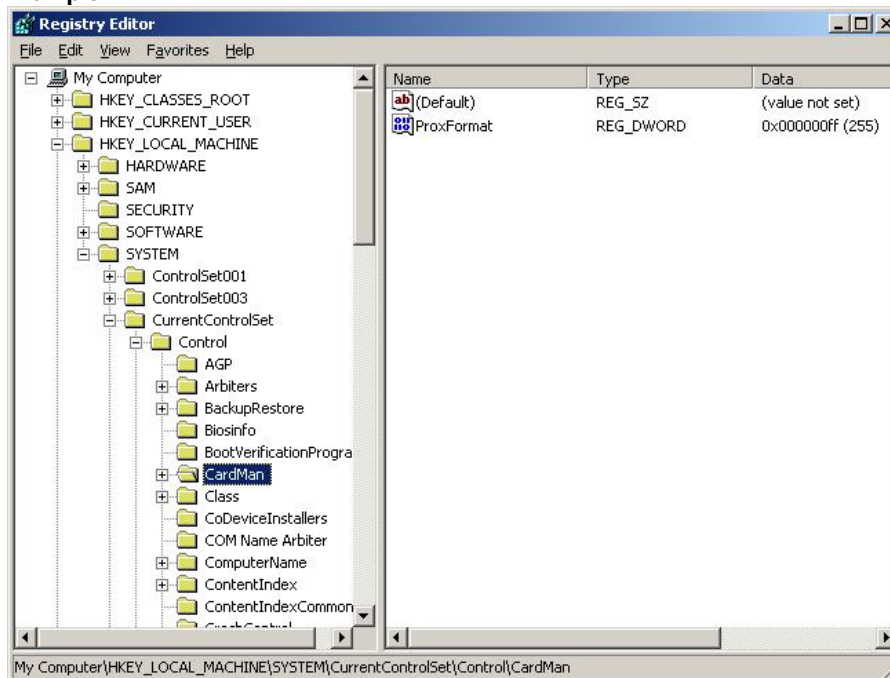 Registry Editor
File Edit View Favorites Help
My Computer
HKEY_CLASSES_ROOT
HKEY_CURRENT_USER
HKEY_LOCAL_MACHINE
HARDWARE
SAM
SECURITY
SOFTWARE
SYSTEM
ControlSet001
ControlSet003
CurrentControlSet
Control
AGP
Arbiters
BackupRestore
Biosinfo
BootVerificationProgra
CardMan
Class
CoDeviceInstallers
COM Name Arbiter
ComputerName
ContentIndex
ContentIndexCommon
Name Type Data
(Default) REG_SZ (value not set)
ProxFormat REG_DWORD 0x000000ff (255)
My Computer\HKEY_LOCAL_MACHINE\SYSTEM\CurrentControlSet\Control\CardMan